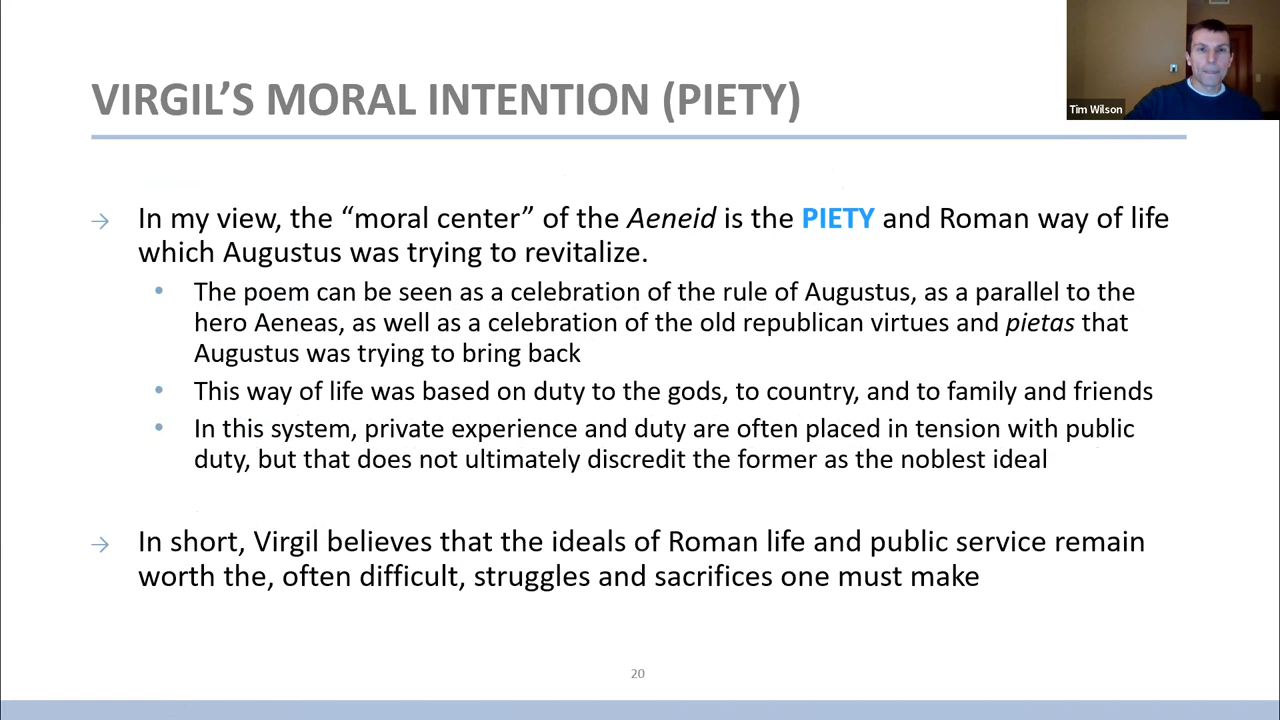 Tim Wilson
VIRGIL'S MORAL INTENTION (PIETY)
→ In my view, the “moral center” of the Aeneid is the PIETY and Roman way of life
which Augustus was trying to revitalize.
• The poem can be seen as a celebration of the rule of Augustus, as a parallel to the
hero Aeneas, as well as a celebration of the old republican virtues and pietas that
Augustus was trying to bring back
• This way of life was based on duty to the gods, to country, and to family and friends
• In this system, private experience and duty are often placed in tension with public
duty, but that does not ultimately discredit the former as the noblest ideal
→ In short, Virgil believes that the ideals of Roman life and public service remain
worth the, often difficult, struggles and sacrifices one must make
20